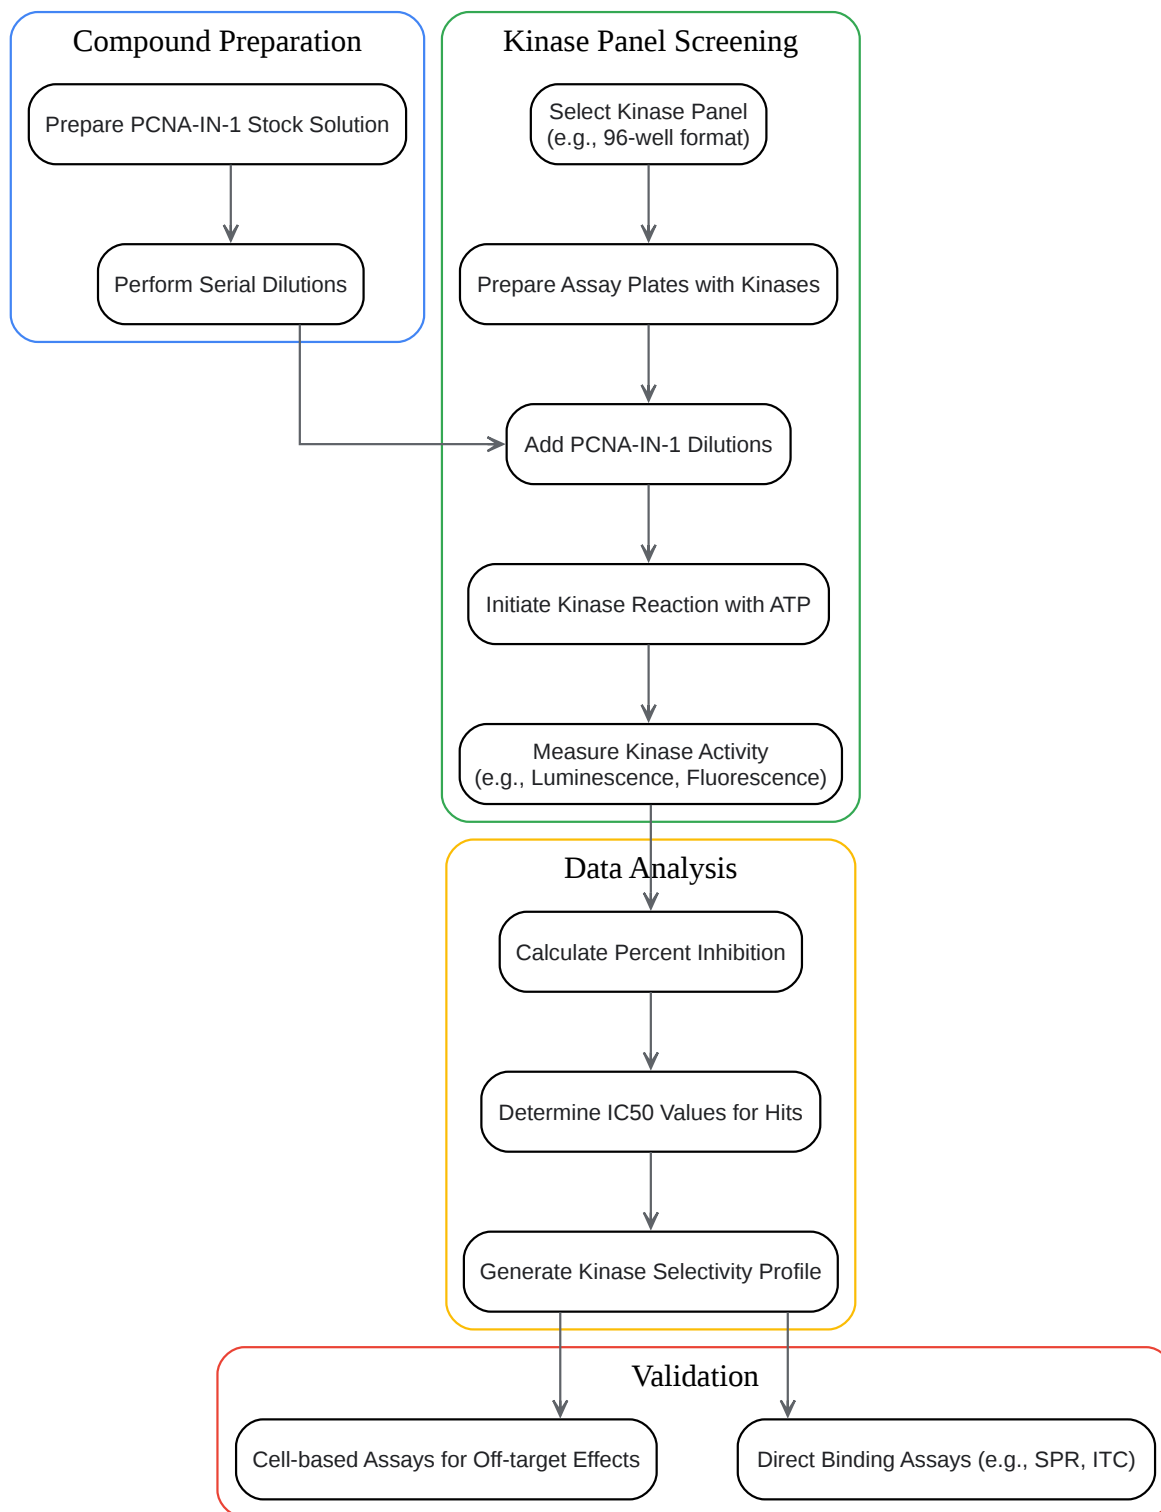 Compound Preparation
Prepare PCNA-IN-1 Stock Solution
Perform Serial Dilutions
Kinase Panel Screening
Select Kinase Panel
(e.g., 96-well format)
Prepare Assay Plates with Kinases
Add PCNA-IN-1 Dilutions
Initiate Kinase Reaction with ATP
Measure Kinase Activity
(e.g., Luminescence, Fluorescence)
Data Analysis
Calculate Percent Inhibition
Determine IC50 Values for Hits
Generate Kinase Selectivity Profile
Validation
Cell-based Assays for Off-target Effects
Direct Binding Assays (e.g., SPR, ITC)